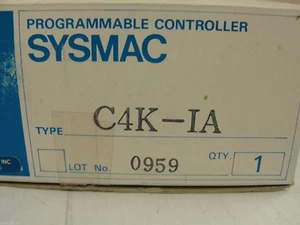 PROGRAMMABLE CONTROLLER
SYSMAC
TYPE C4K-IA
LOT No. 0959 QTY. 1
INC